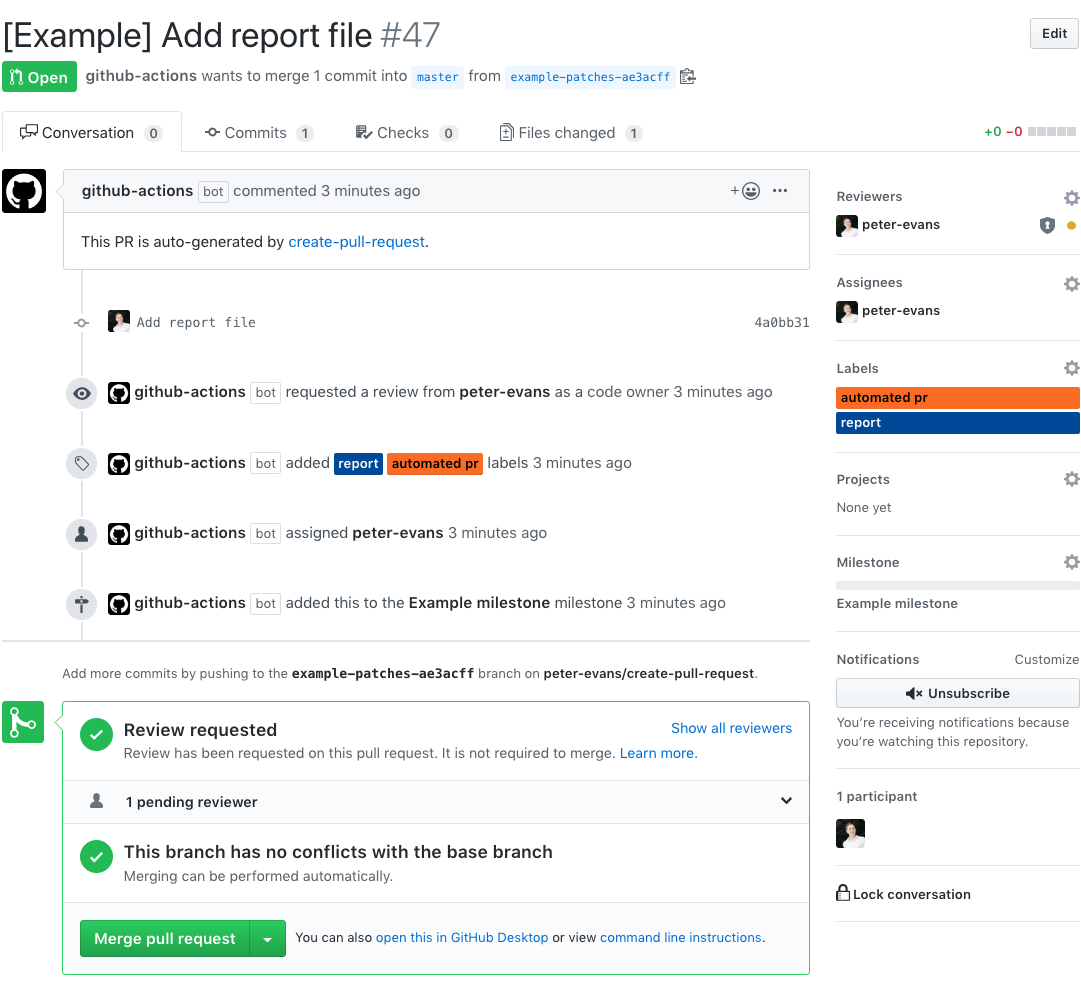 [Example] Add report file #47
Edit
Open
github-actions wants to merge 1 commit into master from example-patches-ae3acff
Conversation 0
Commits 1
Checks 0
Files changed 1
+0 −0
github-actions bot commented 3 minutes ago
This PR is auto-generated by create-pull-request.
Add report file 4a0bb31
github-actions bot requested a review from peter-evans as a code owner 3 minutes ago
github-actions bot added report automated pr labels 3 minutes ago
github-actions bot assigned peter-evans 3 minutes ago
github-actions bot added this to the Example milestone milestone 3 minutes ago
Add more commits by pushing to the example-patches-ae3acff branch on peter-evans/create-pull-request.
Review requested
Show all reviewers
Review has been requested on this pull request. It is not required to merge. Learn more.
1 pending reviewer
This branch has no conflicts with the base branch
Merging can be performed automatically.
Merge pull request
You can also open this in GitHub Desktop or view command line instructions.
Reviewers
peter-evans
Assignees
peter-evans
Labels
automated pr
report
Projects
None yet
Milestone
Example milestone
Notifications
Customize
Unsubscribe
You’re receiving notifications because
you’re watching this repository.
1 participant
Lock conversation